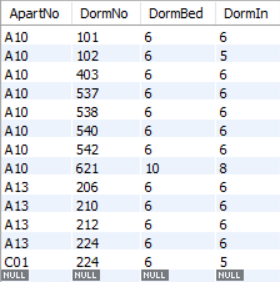 ApartNo DormNo DormBed DormIn
A10 101 6 6
A10 102 6 5
A10 403 6 6
A10 537 6 6
A10 538 6 6
A10 540 6 6
A10 542 6 6
A10 621 10 8
A13 206 6 6
A13 210 6 6
A13 212 6 6
A13 224 6 6
C01 224 6 5
NULL NULL NULL NULL